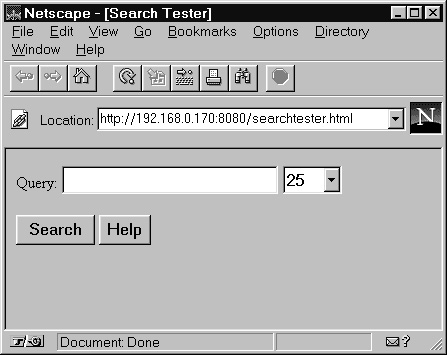 Netscape - [Search Tester]
File Edit View Go Bookmarks Options Directory
Window Help
Location: http://192.168.0.170:8080/searchtester.html
N
Query: 25
Search Help
Document: Done
?